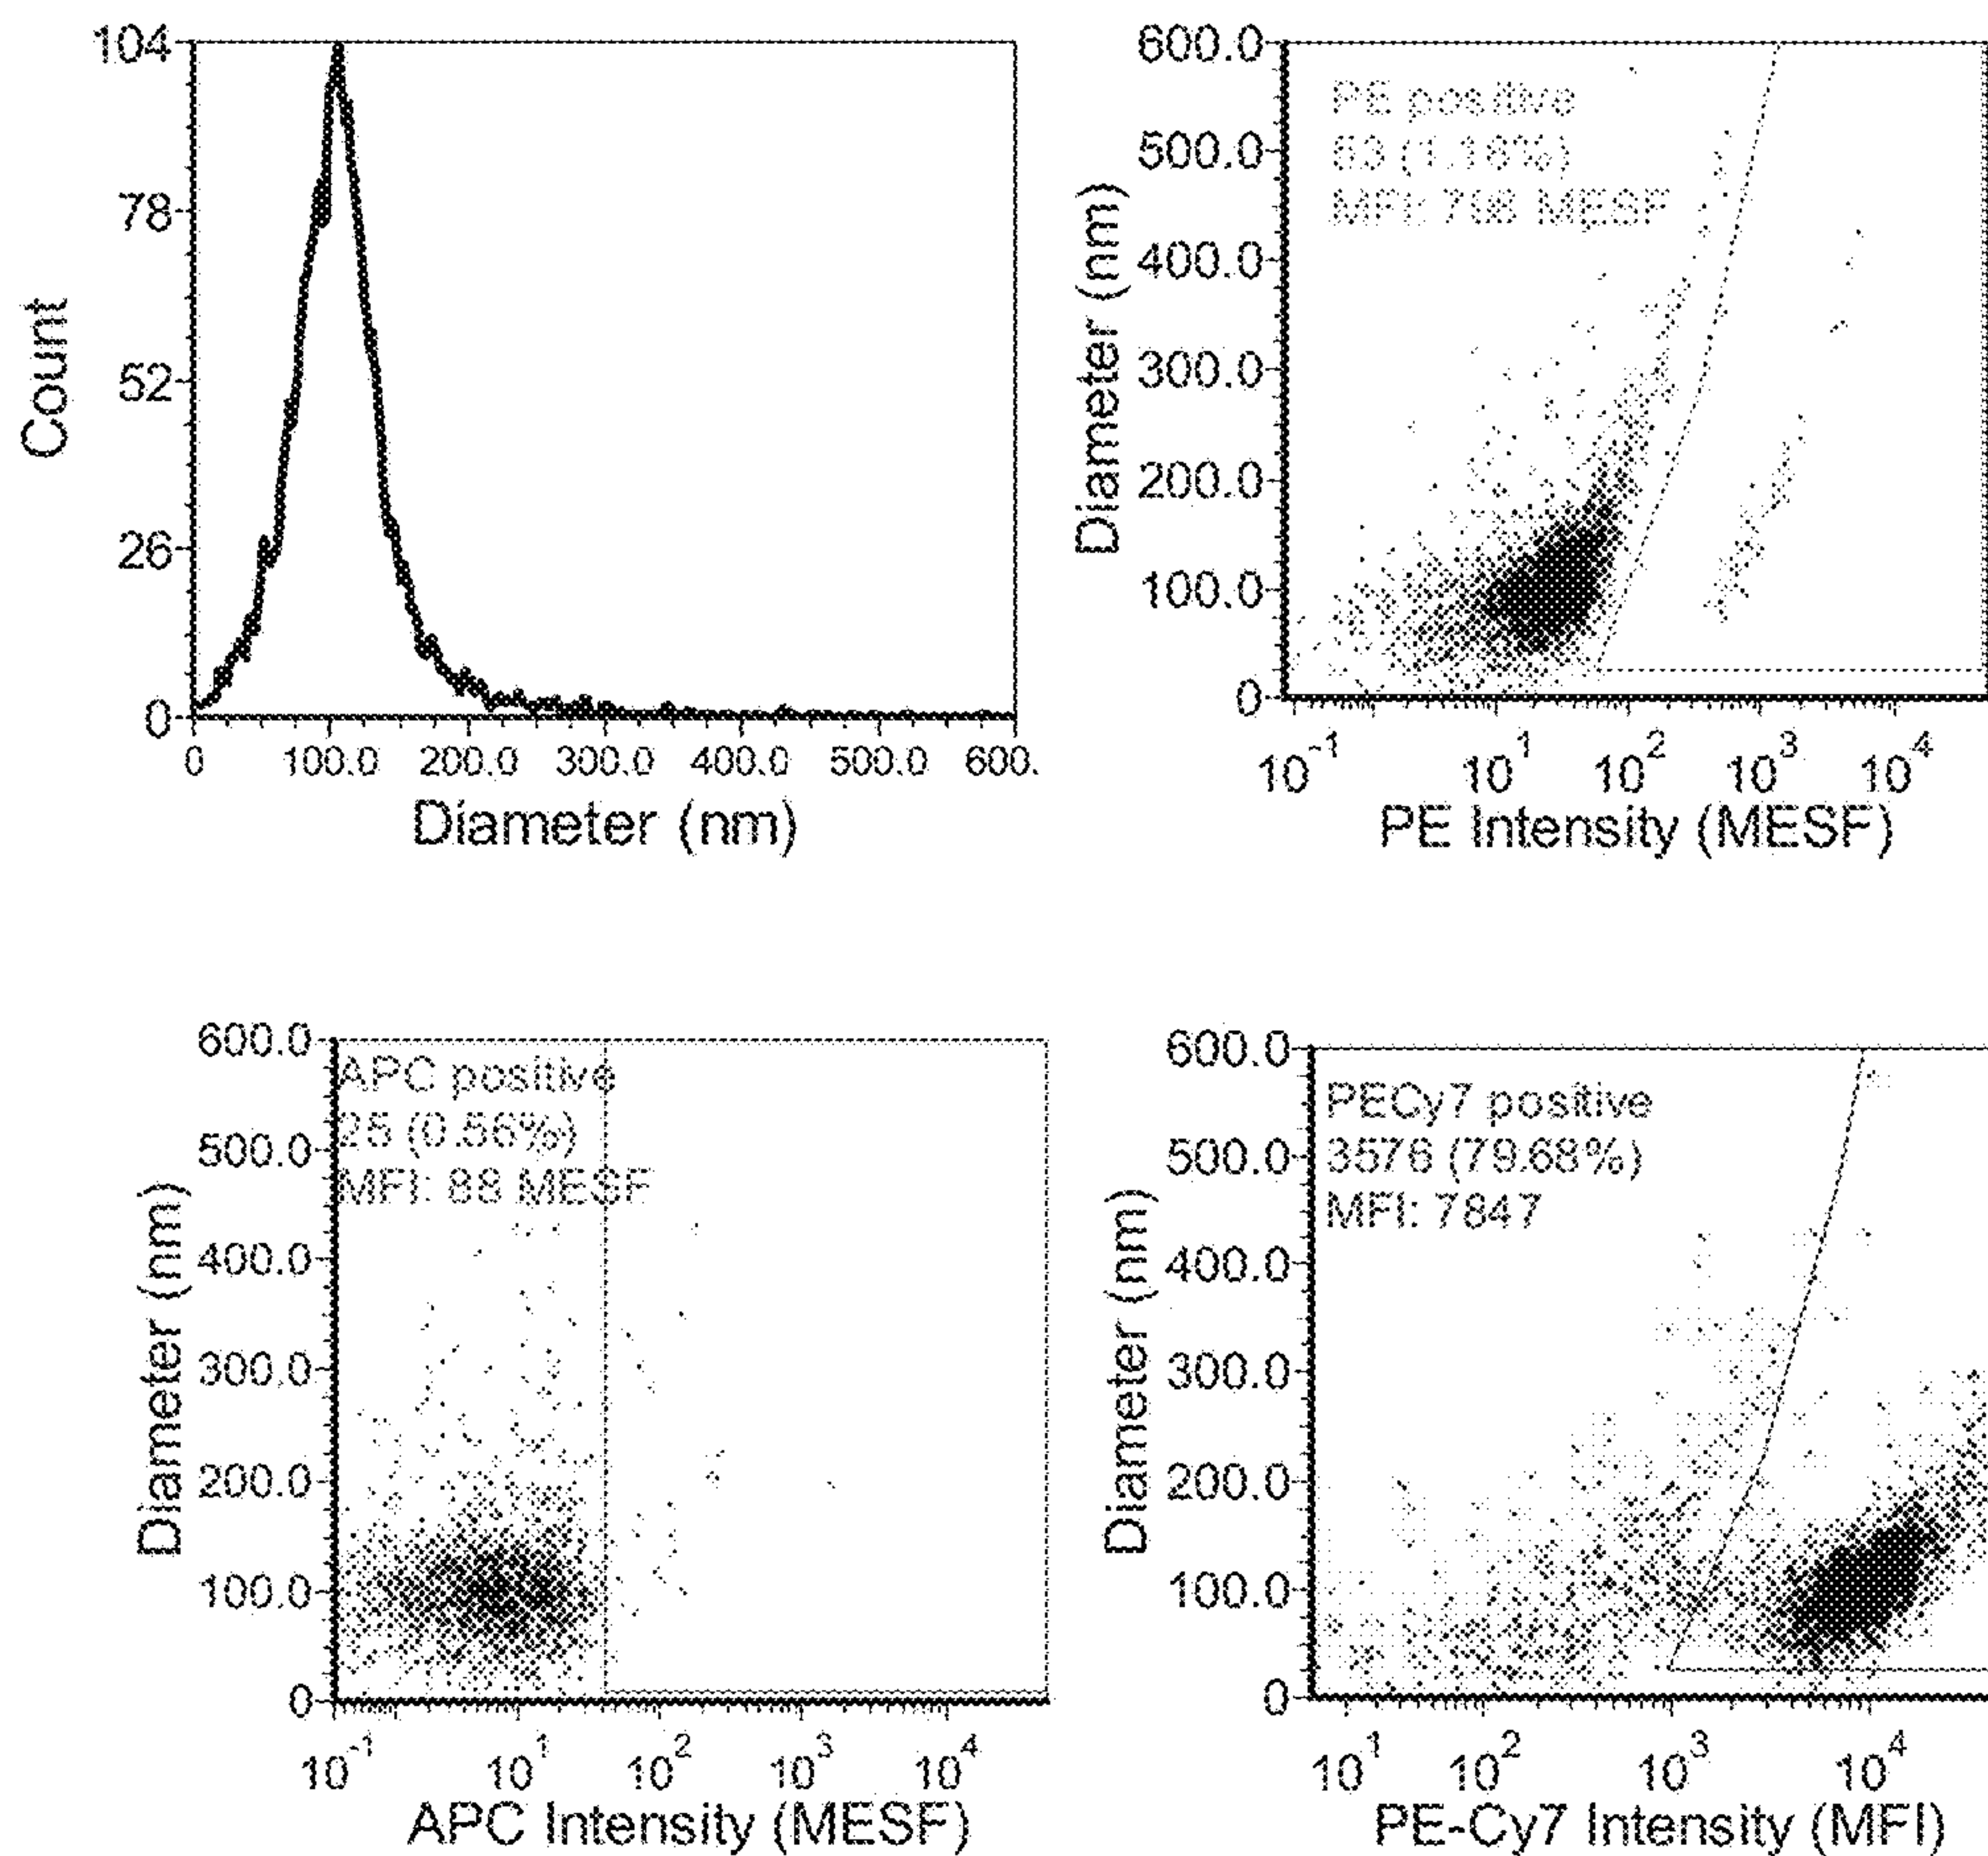 104
78
52
26
0
Count
0 100.0 200.0 300.0 400.0 500.0 600.
Diameter (nm)
600.0
500.0
400.0
300.0
200.0
100.0
0
Diameter (nm)
PE positive
(1.18%)
MFI: MESF
10-1 101 102 103 104
PE Intensity (MESF)
600.0
500.0
400.0
300.0
200.0
100.0
0
Diameter (nm)
APC positive
25 (0.56%)
MFI: 88 MESF
10-1 101 102 103 104
APC Intensity (MESF)
600.0
500.0
400.0
300.0
200.0
100.0
0
Diameter (nm)
PECy7 positive
3576 (79.68%)
MFI: 7847
101 102 103 104
PE-Cy7 Intensity (MFI)